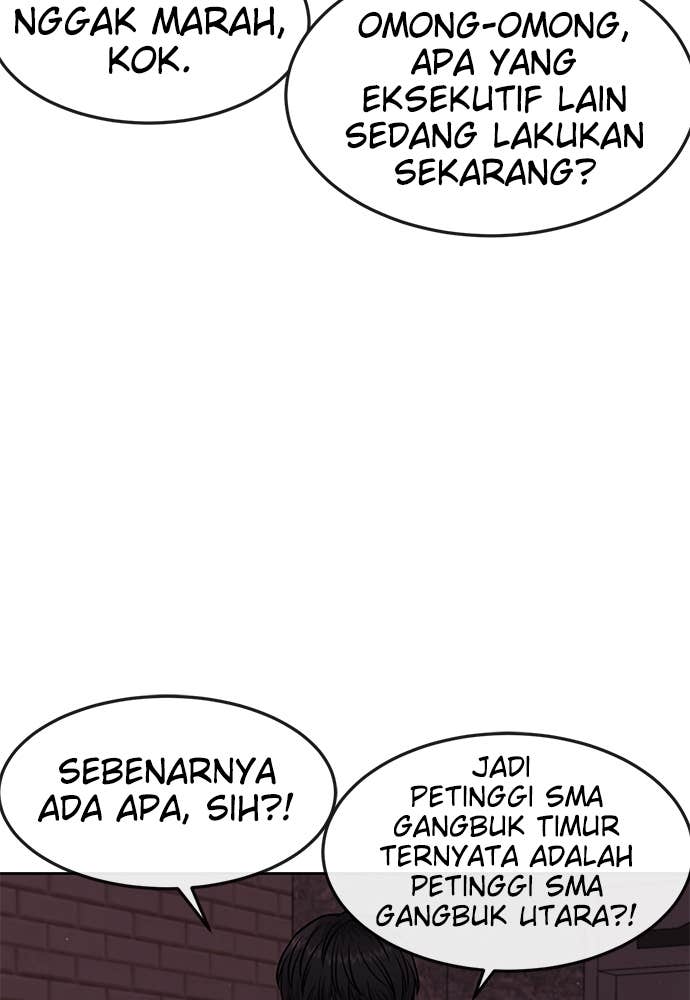 NGGAK MARAH,
KOK.
OMONG-OMONG,
APA YANG
EKSEKUTIF LAIN
SEDANG LAKUKAN
SEKARANG?
SEBENARNYA
ADA APA, SIH?!
JADI
PETINGGI SMA
GANGBUK TIMUR
TERNYATA ADALAH
PETINGGI SMA
GANGBUK UTARA?!